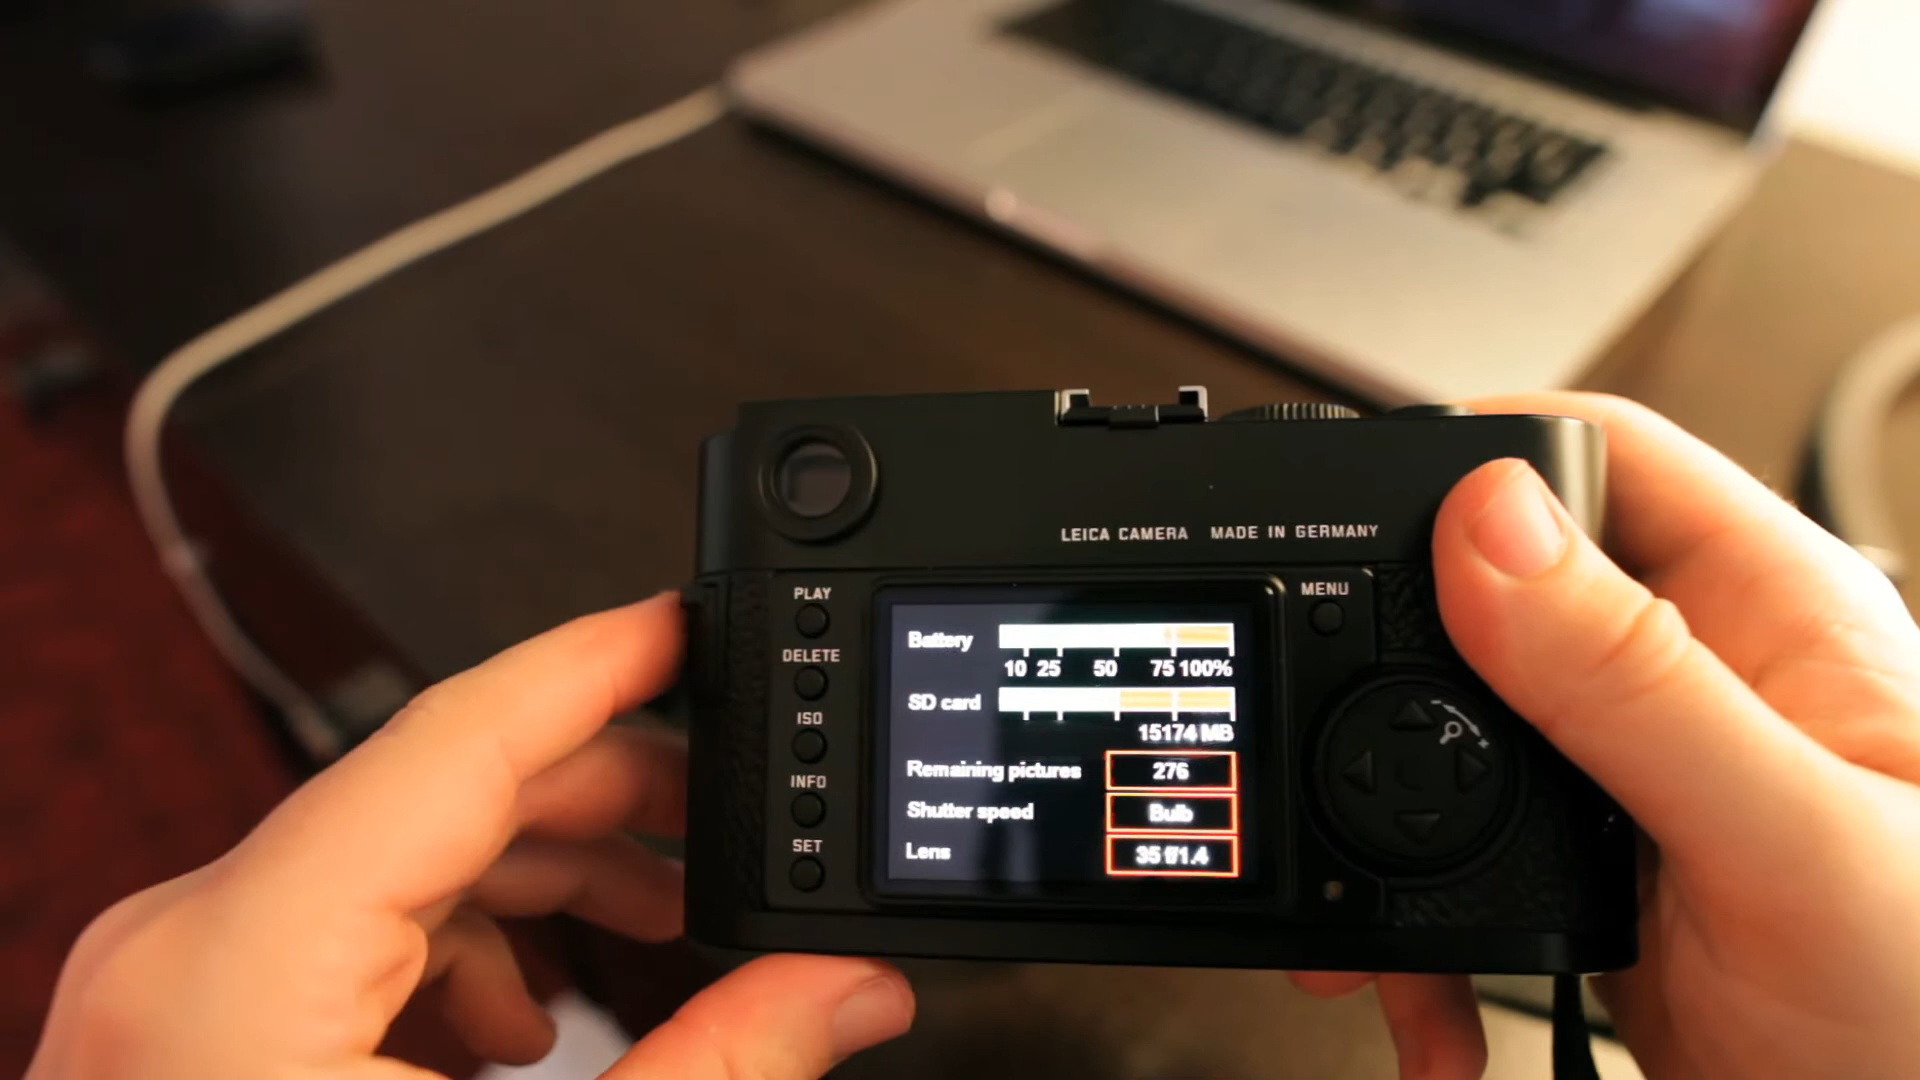 LEICA CAMERA MADE IN GERMANY
PLAY
DELETE
ISO
INFO
SET
MENU
Battery
10 25 50 75 100%
SD card
15174 MB
Remaining pictures 276
Shutter speed Bulb
Lens 35 f/1.4
- +